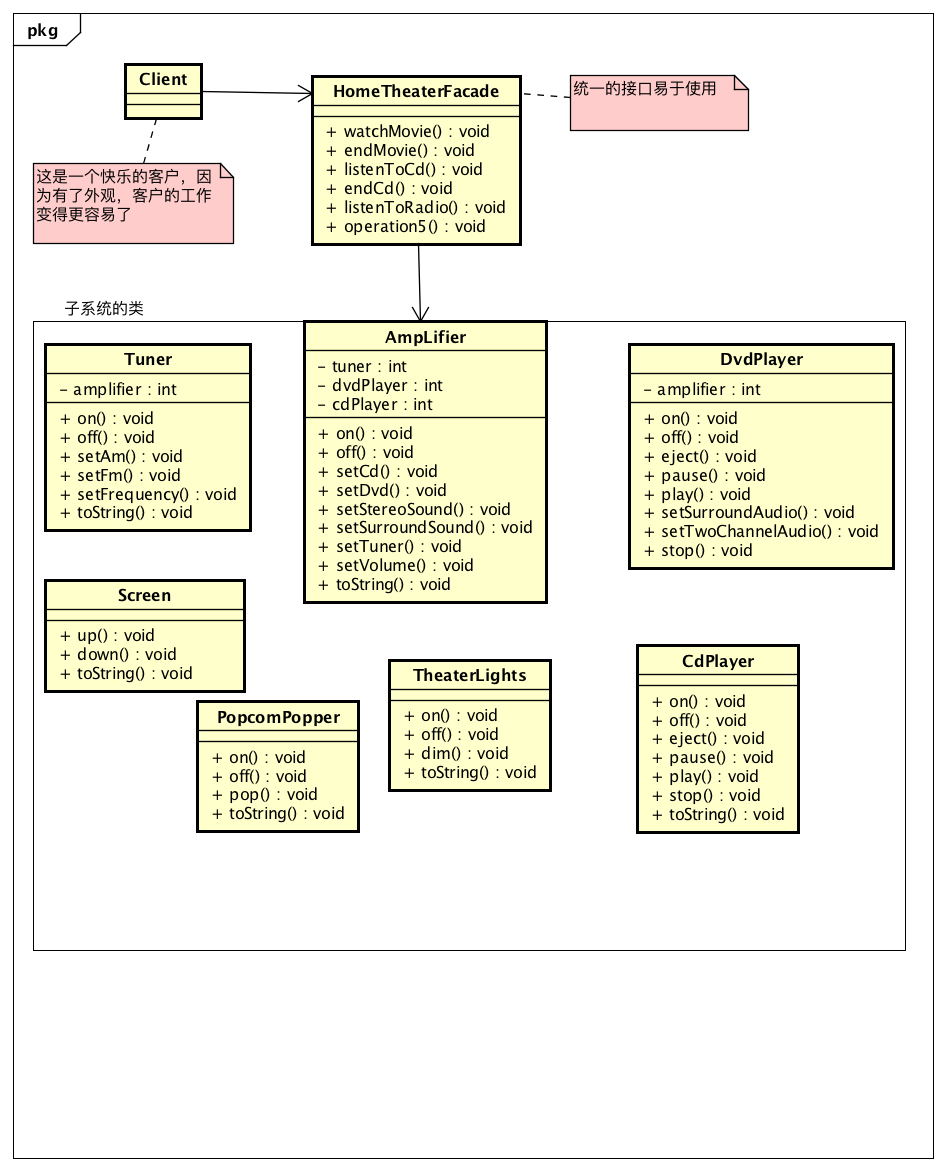 pkg
Client
HomeTheaterFacade
+ watchMovie() : void
+ endMovie() : void
+ listenToCd() : void
+ endCd() : void
+ listenToRadio() : void
+ operation5() : void
统一的接口易于使用
这是一个快乐的客户，因
为有了外观，客户的工作
变得更容易了
子系统的类
Tuner
- amplifier : int
+ on() : void
+ off() : void
+ setAm() : void
+ setFm() : void
+ setFrequency() : void
+ toString() : void
AmpLifier
- tuner : int
- dvdPlayer : int
- cdPlayer : int
+ on() : void
+ off() : void
+ setCd() : void
+ setDvd() : void
+ setStereoSound() : void
+ setSurroundSound() : void
+ setTuner() : void
+ setVolume() : void
+ toString() : void
DvdPlayer
- amplifier : int
+ on() : void
+ off() : void
+ eject() : void
+ pause() : void
+ play() : void
+ setSurroundAudio() : void
+ setTwoChannelAudio() : void
+ stop() : void
Screen
+ up() : void
+ down() : void
+ toString() : void
PopcomPopper
+ on() : void
+ off() : void
+ pop() : void
+ toString() : void
TheaterLights
+ on() : void
+ off() : void
+ dim() : void
+ toString() : void
CdPlayer
+ on() : void
+ off() : void
+ eject() : void
+ pause() : void
+ play() : void
+ stop() : void
+ toString() : void